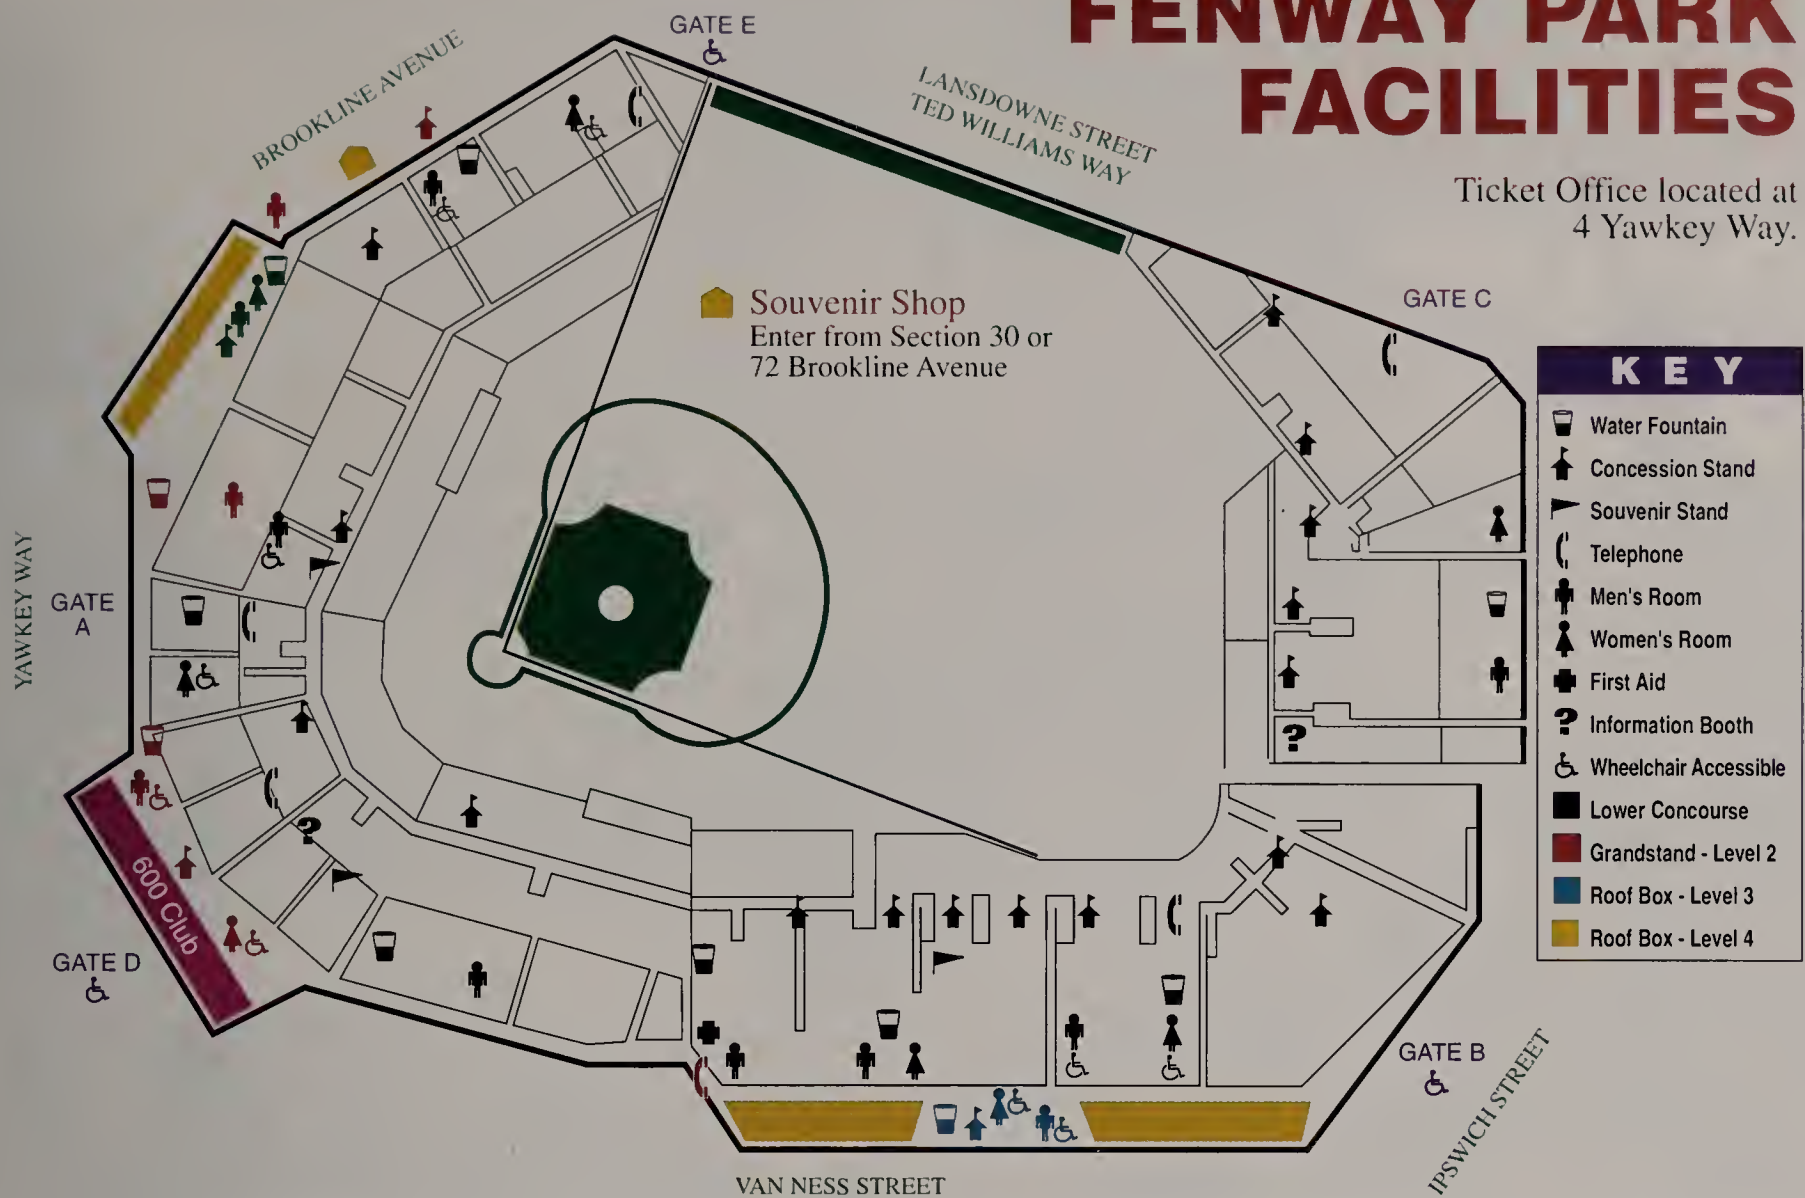 FENWAY PARK
FACILITIES
Ticket Office located at
4 Yawkey Way.
GATE E
BROOKLINE AVENUE
LANSDOWNE STREET
TED WILLIAMS WAY
GATE C
Souvenir Shop
Enter from Section 30 or
72 Brookline Avenue
KEY
Water Fountain
Concession Stand
Souvenir Stand
Telephone
Men's Room
Women's Room
First Aid
? Information Booth
Wheelchair Accessible
Lower Concourse
Grandstand - Level 2
Roof Box - Level 3
Roof Box - Level 4
YAWKEY WAY
GATE
A
?
?
600 Club
GATE D
GATE B
IPSWICH STREET
VAN NESS STREET